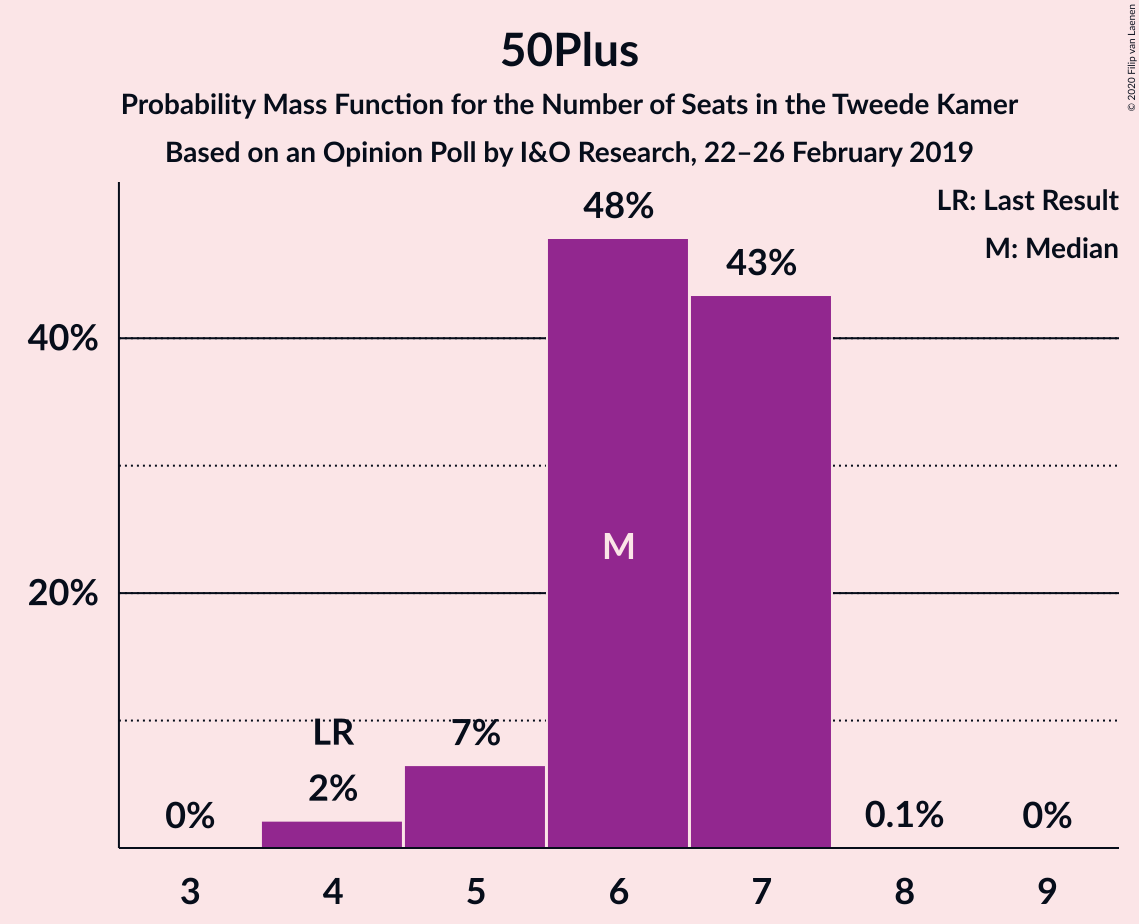 50Plus
Probability Mass Function for the Number of Seats in the Tweede Kamer
Based on an Opinion Poll by I&O Research, 22–26 February 2019
© 2020 Filip van Laenen
LR: Last Result
M: Median
48%
43%
40%
M
20%
LR
7%
2%
0%
0.1%
0%
3 4 5 6 7 8 9